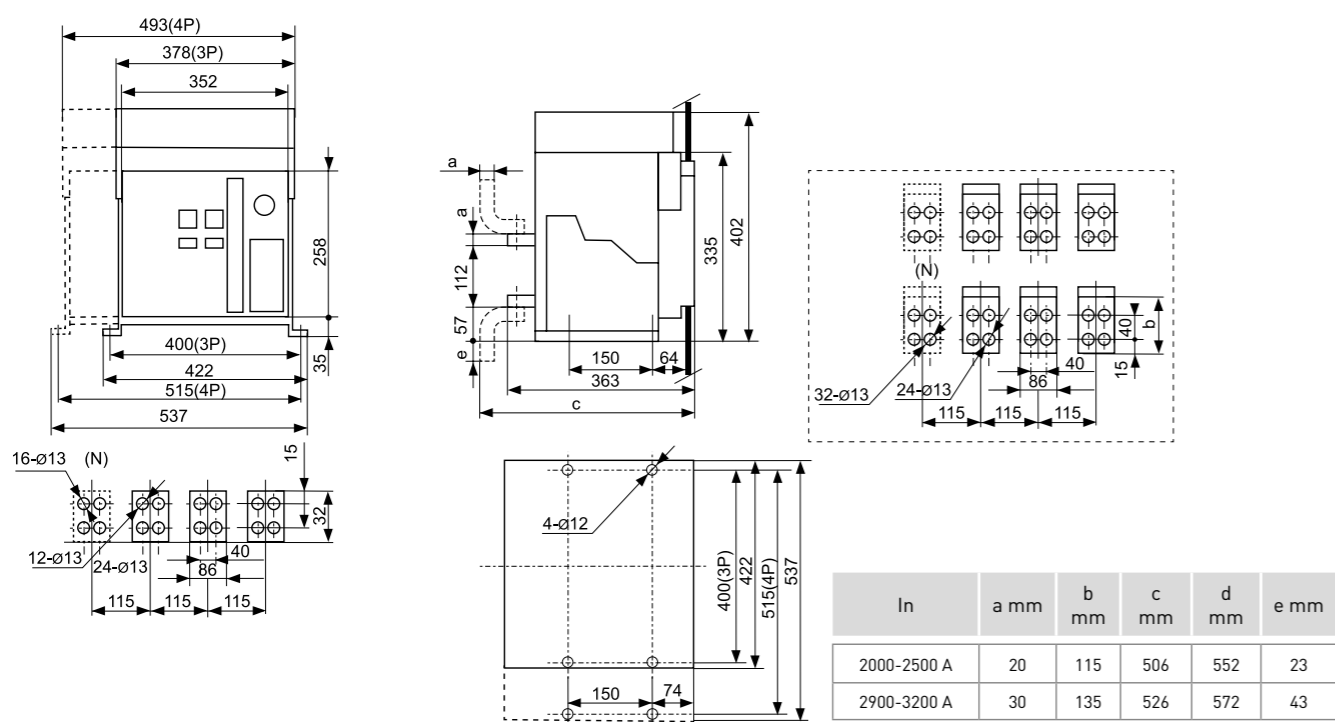 493(4P)
378(3P)
352
258
35
400(3P)
422
515(4P)
537
a
a
112
57
e
335
402
150
64
363
c
(N)
32-ø13
24-ø13
40
b
15
40
86
115
115
115
16-ø13
(N)
15
32
12-ø13
24-ø13
40
86
115
115
115
4-ø12
400(3P)
422
515(4P)
537
150
74
In a mm b mm c mm d mm e mm
2000-2500 A 20 115 506 552 23
2900-3200 A 30 135 526 572 43